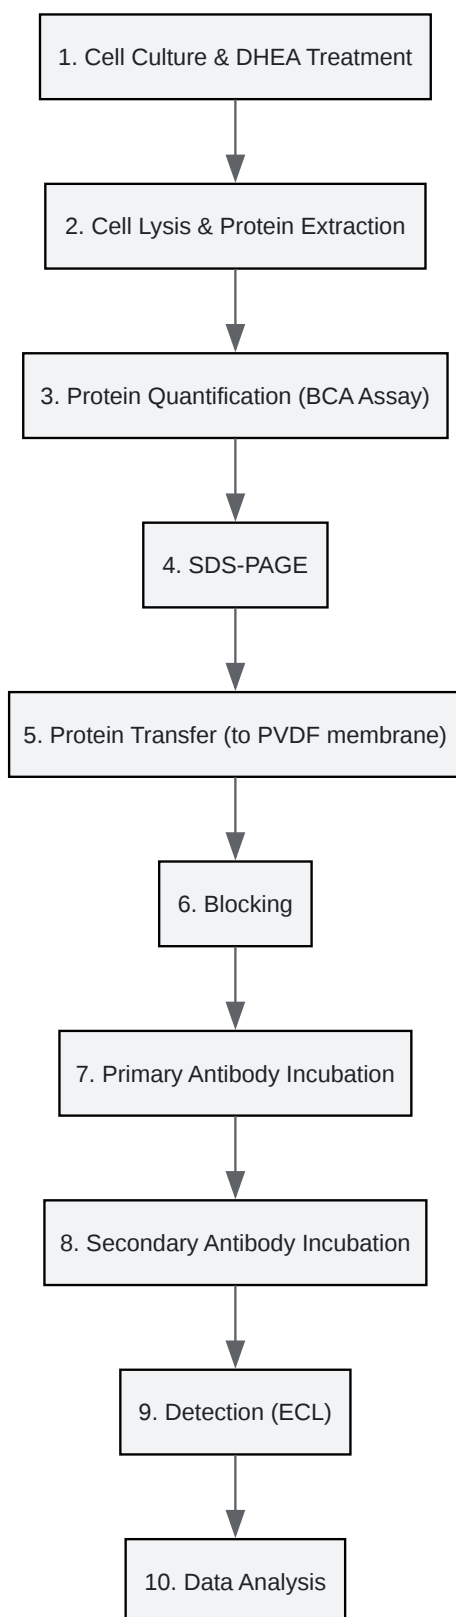 1. Cell Culture & DHEA Treatment
2. Cell Lysis & Protein Extraction
3. Protein Quantification (BCA Assay)
4. SDS-PAGE
5. Protein Transfer (to PVDF membrane)
6. Blocking
7. Primary Antibody Incubation
8. Secondary Antibody Incubation
9. Detection (ECL)
10. Data Analysis